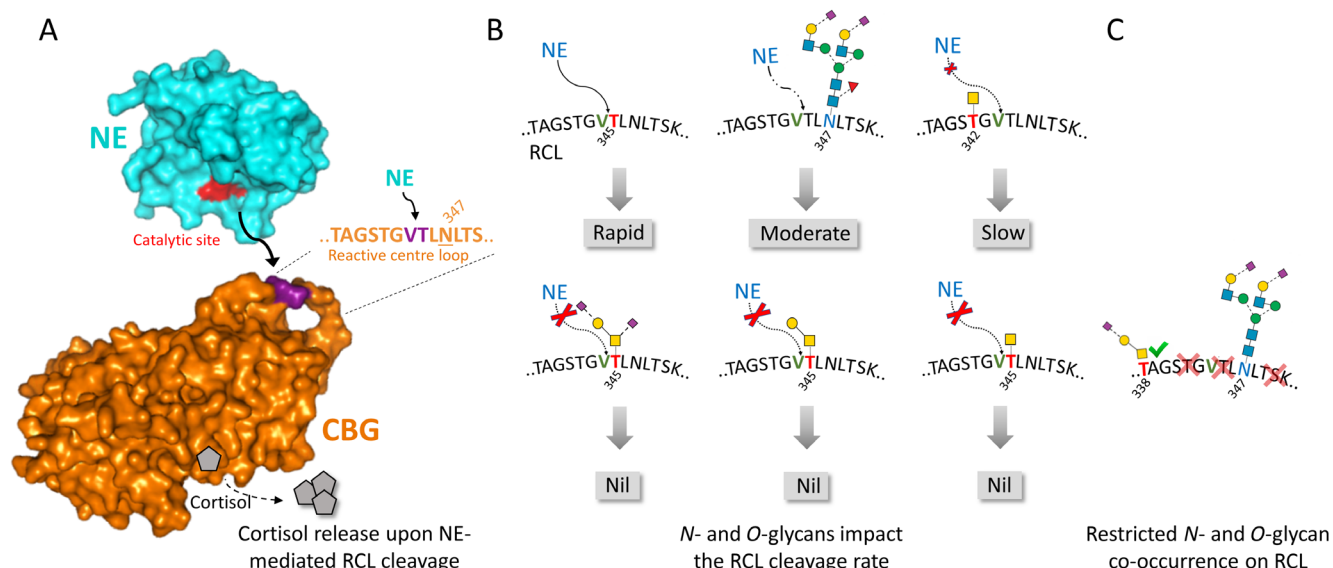 A
NE
Catalytic site
NE
347
..TAGSTGVTLNLTS..
Reactive centre loop
CBG
Cortisol
Cortisol release upon NE-
mediated RCL cleavage
B
NE
..TAGSTGVTLNLTSK..
345
RCL
Rapid
NE
..TAGSTGVTLNLTSK..
347
Moderate
NE
..TAGSTGVTLNLTSK..
342
Slow
NE
..TAGSTGVTLNLTSK..
345
Nil
NE
..TAGSTGVTLNLTSK..
345
Nil
NE
..TAGSTGVTLNLTSK..
345
Nil
N- and O-glycans impact
the RCL cleavage rate
C
..TAGSTGVTLNLTSK..
338
347
Restricted N- and O-glycan
co-occurrence on RCL